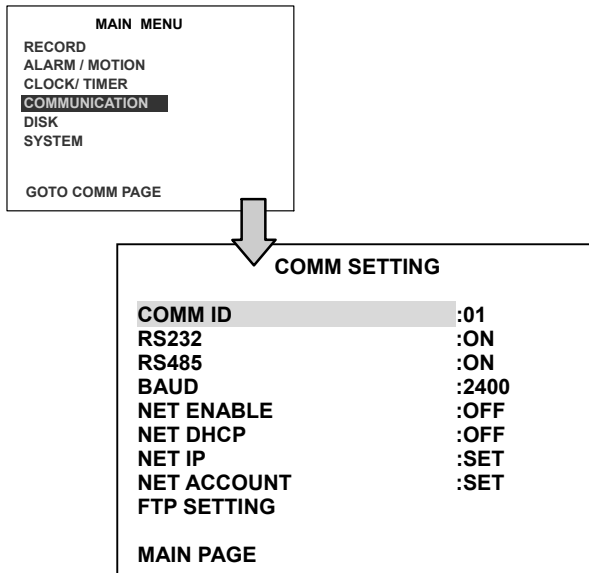 MAIN MENU
RECORD
ALARM / MOTION
CLOCK/ TIMER
COMMUNICATION
DISK
SYSTEM
GOTO COMM PAGE
COMM SETTING
COMM ID :01
RS232 :ON
RS485 :ON
BAUD :2400
NET ENABLE :OFF
NET DHCP :OFF
NET IP :SET
NET ACCOUNT :SET
FTP SETTING
MAIN PAGE